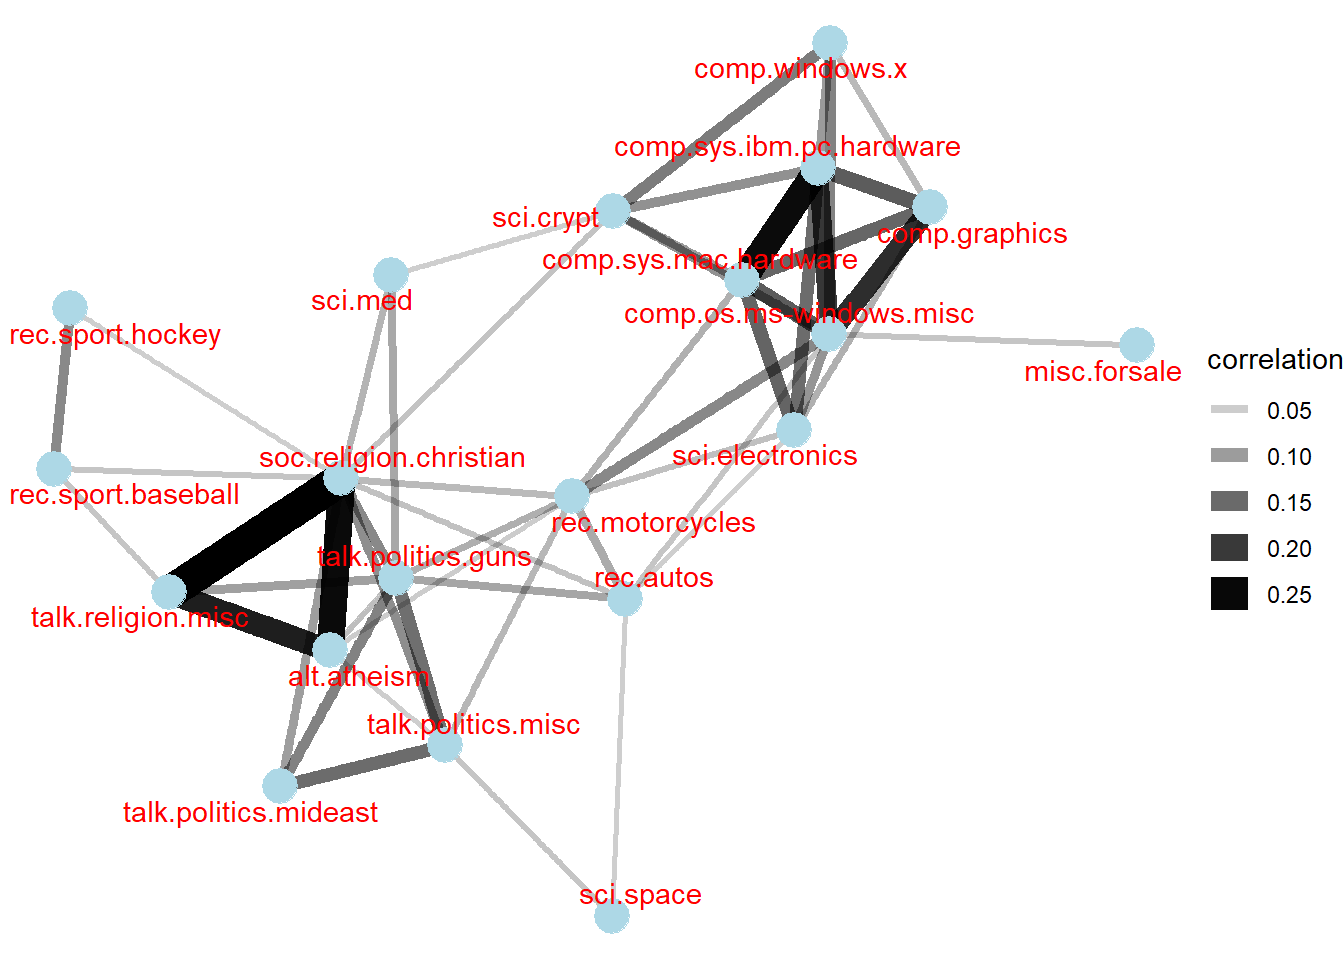 comp.windows.x
comp.sys.ibm.pc.hardware
sci.crypt
comp.graphics
comp.sys.mac.hardware
sci.med
comp.os.ms-windows.misc
rec.sport.hockey
misc.forsale
correlation
0.05
0.10
0.15
0.20
0.25
soc.religion.christian
sci.electronics
rec.sport.baseball
rec.motorcycles
talk.politics.guns
rec.autos
talk.religion.misc
alt.atheism
talk.politics.misc
talk.politics.mideast
sci.space